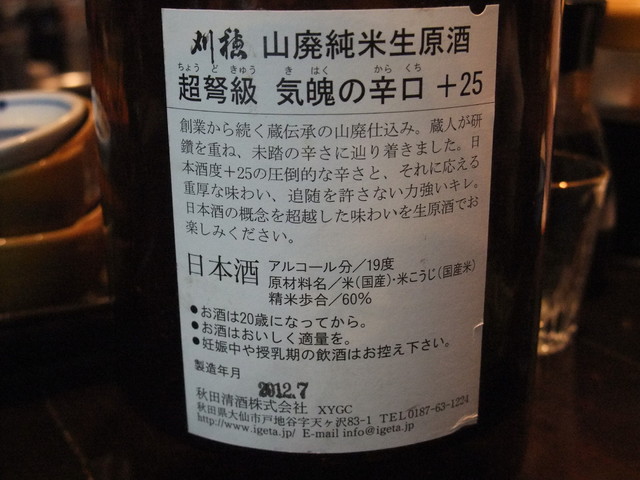 刈穂 山廃純米生原酒
ちょう ど きゅう き はく から くち
超弩級 気魄の辛口 +25
創業から続く蔵伝承の山廃仕込み。蔵人が研
鑽を重ね、未踏の辛さに辿り着きました。日
本酒度+25の圧倒的な辛さと、それに応える
重厚な味わい、追随を許さない力強いキレ。
日本酒の概念を超越した味わいを生原酒でお
楽しみください。
日本酒 アルコール分/19度
原材料名/米(国産)・米こうじ(国産米)
精米歩合/60%
●お酒は20歳になってから。
●お酒はおいしく適量を。
●妊娠中や授乳期の飲酒はお控え下さい。
製造年月
2012.7
秋田清酒株式会社 XYGC
秋田県大仙市戸地谷字天ヶ沢83-1 TEL0187-63-1224
http://www.igeta.jp/ E-mail info@igeta.jp